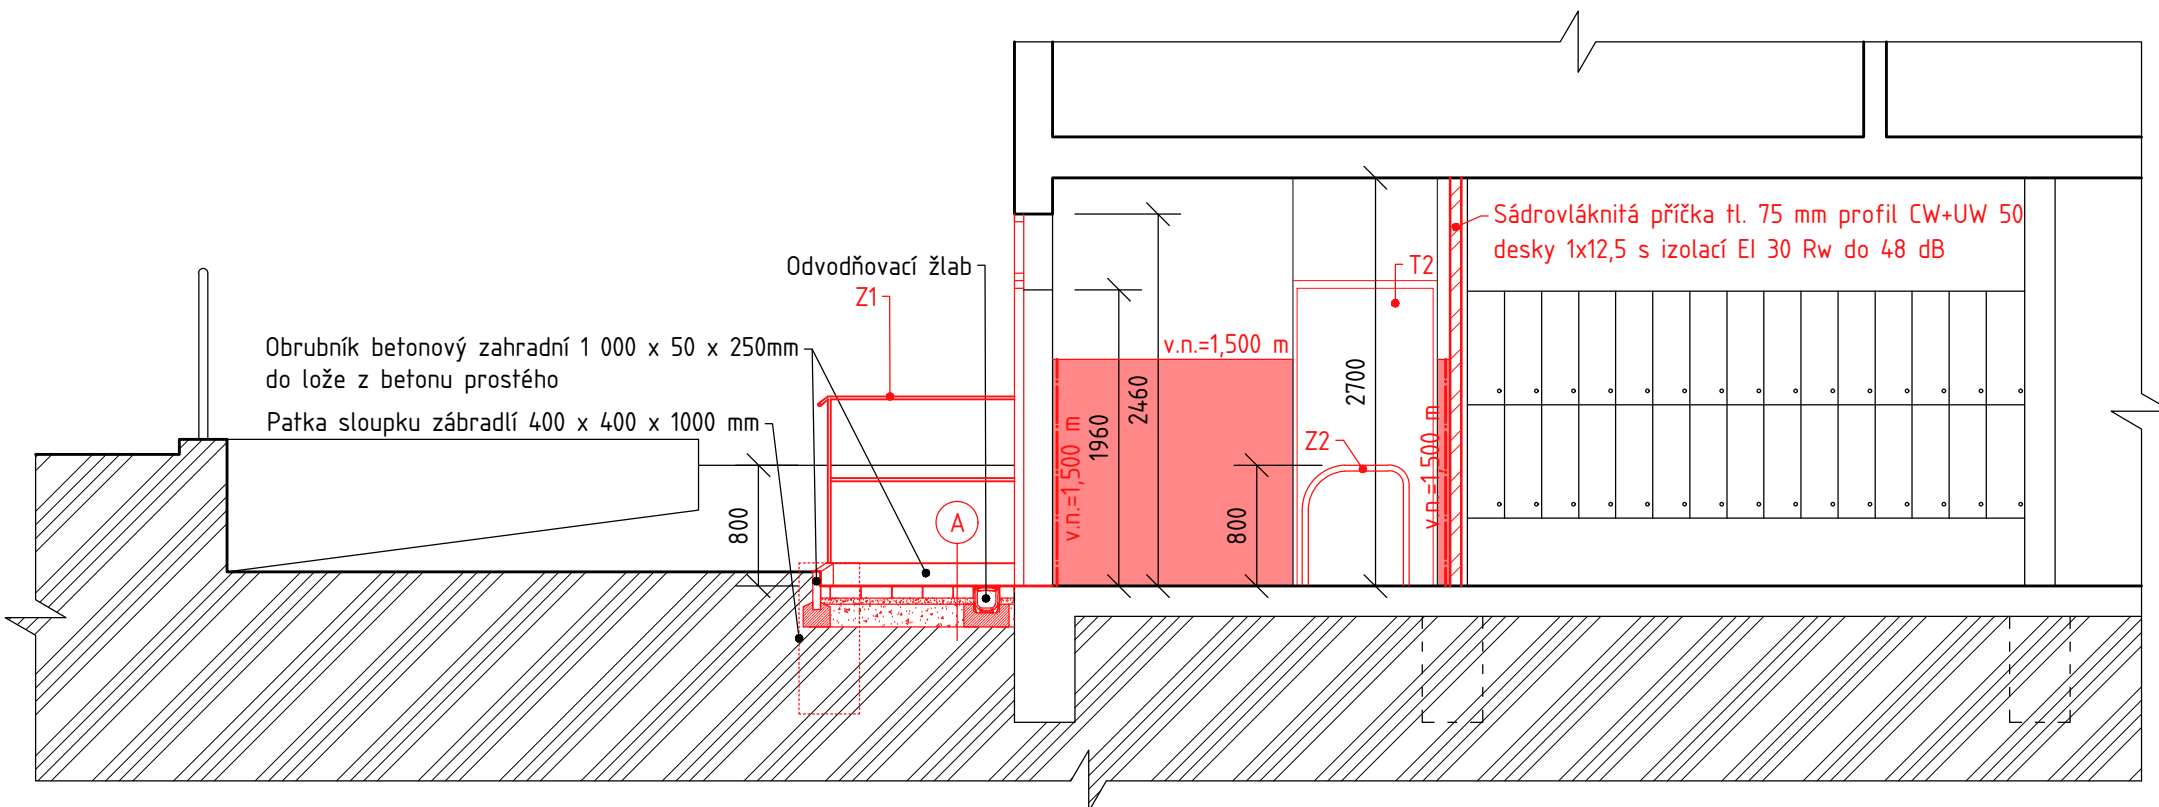 Sádrovláknitá příčka tl. 75 mm profil CW+UW 50
desky 1x12,5 s izolací EI 30 Rw do 48 dB
Odvodňovací žlab
T2
Z1
Obrubník betonový zahradní 1 000 x 50 x 250mm
do lože z betonu prostého
Patka sloupku zábradlí 400 x 400 x 1000 mm
v.n.=1,500 m
2700
2460
1960
v.n.=1,500 m
Z2
v.n.=1,500 m
800
A
800